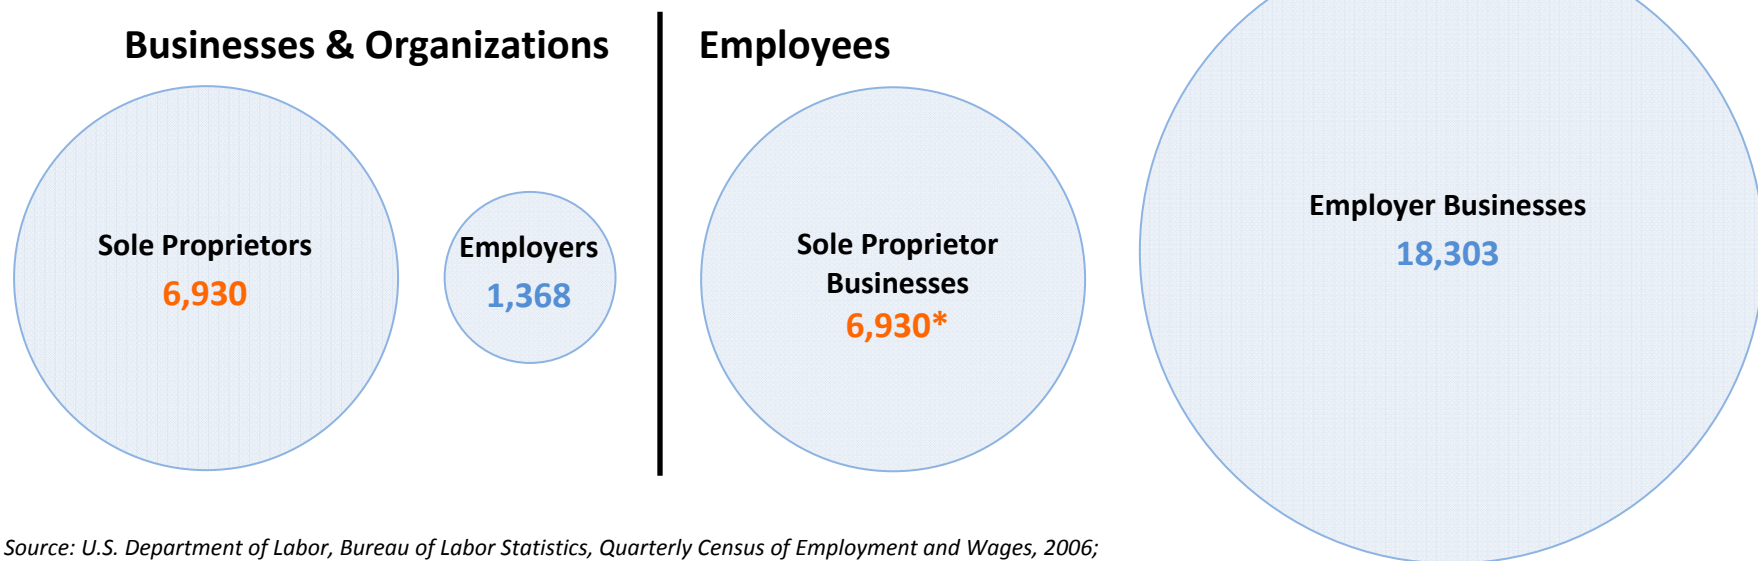 Businesses & Organizations
Employees
Sole Proprietors
6,930
Employers
1,368
Sole Proprietor
Businesses
6,930*
Employer Businesses
18,303
Source: U.S. Department of Labor, Bureau of Labor Statistics, Quarterly Census of Employment and Wages, 2006;